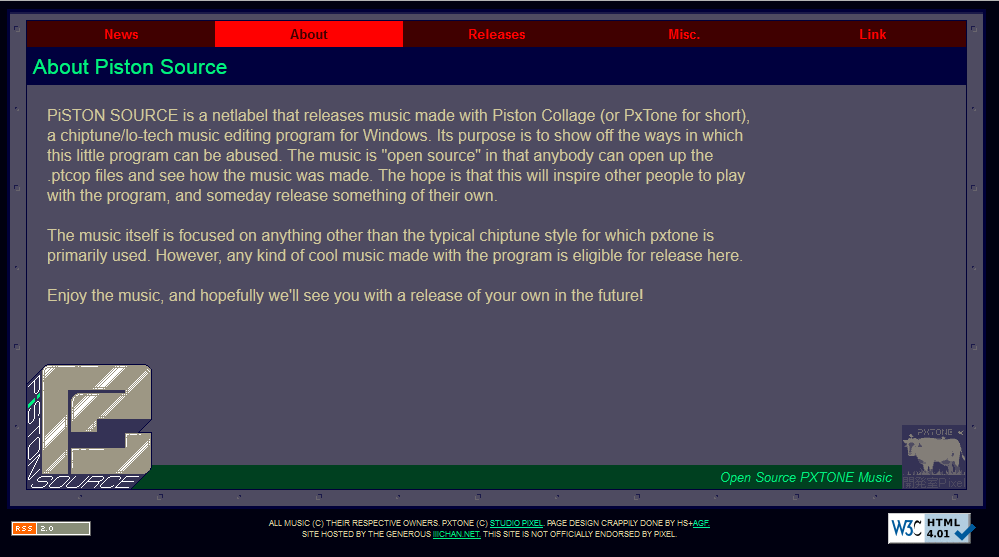 News About Releases Misc. Link
About Piston Source
PiSTON SOURCE is a netlabel that releases music made with Piston Collage (or PxTone for short),
a chiptune/lo-tech music editing program for Windows. Its purpose is to show off the ways in which
this little program can be abused. The music is "open source" in that anybody can open up the
.ptcop files and see how the music was made. The hope is that this will inspire other people to play
with the program, and someday release something of their own.
The music itself is focused on anything other than the typical chiptune style for which pxtone is
primarily used. However, any kind of cool music made with the program is eligible for release here.
Enjoy the music, and hopefully we'll see you with a release of your own in the future!
PISTON
SOURCE
Open Source PXTONE Music
PXTONE
開発室Pixel
RSS 2.0
ALL MUSIC (C) THEIR RESPECTIVE OWNERS. PXTONE (C) STUDIO PIXEL. PAGE DESIGN CRAPPILY DONE BY HS+AGF.
SITE HOSTED BY THE GENEROUS IIICHAN.NET. THIS SITE IS NOT OFFICIALLY ENDORSED BY PIXEL.
W3C HTML
4.01